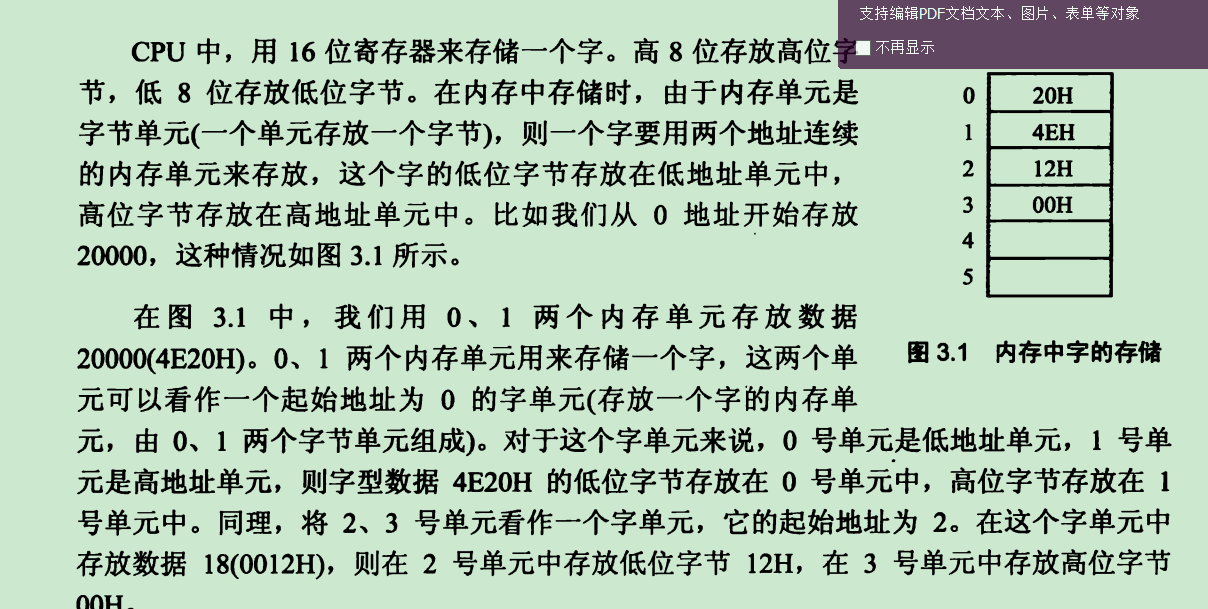 支持编辑PDF文档文本、图片、表单等对象
不再显示
CPU 中，用 16 位寄存器来存储一个字。高 8 位存放高位字
节，低 8 位存放低位字节。在内存中存储时，由于内存单元是
字节单元(一个单元存放一个字节)，则一个字要用两个地址连续
的内存单元来存放，这个字的低位字节存放在低地址单元中，
高位字节存放在高地址单元中。比如我们从 0 地址开始存放
20000，这种情况如图 3.1 所示。
0 20H
1 4EH
2 12H
3 00H
4
5
图 3.1 内存中字的存储
在图 3.1 中，我们用 0、1 两个内存单元存放数据
20000(4E20H)。0、1 两个内存单元用来存储一个字，这两个单
元可以看作一个起始地址为 0 的字单元(存放一个字的内存单
元，由 0、1 两个字节单元组成)。对于这个字单元来说，0 号单元是低地址单元，1 号单
元是高地址单元，则字型数据 4E20H 的低位字节存放在 0 号单元中，高位字节存放在 1
号单元中。同理，将 2、3 号单元看作一个字单元，它的起始地址为 2。在这个字单元中
存放数据 18(0012H)，则在 2 号单元中存放低位字节 12H，在 3 号单元中存放高位字节
00H。